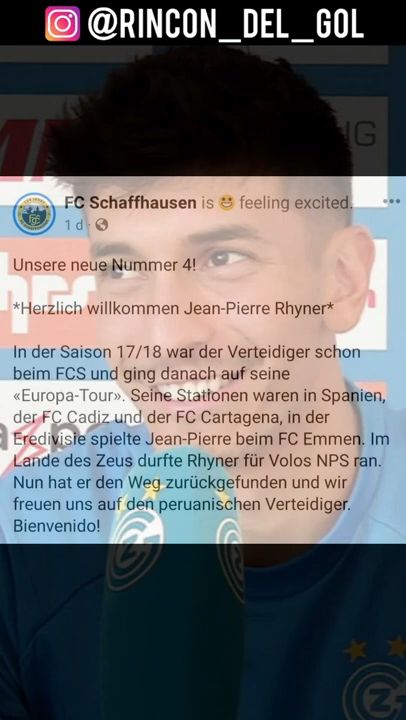 @RINCON_DEL_GOL
FC Schaffhausen is 😆 feeling excited.
1 d ·
Unsere neue Nummer 4!
*Herzlich willkommen Jean-Pierre Rhyner*
In der Saison 17/18 war der Verteidiger schon
beim FCS und ging danach auf seine
«Europa-Tour». Seine Stationen waren in Spanien,
der FC Cadiz und der FC Cartagena, in der
Eredivisie spielte Jean-Pierre beim FC Emmen. Im
Lande des Zeus durfte Rhyner für Volos NPS ran.
Nun hat er den Weg zurückgefunden und wir
freuen uns auf den peruanischen Verteidiger.
Bienvenido!